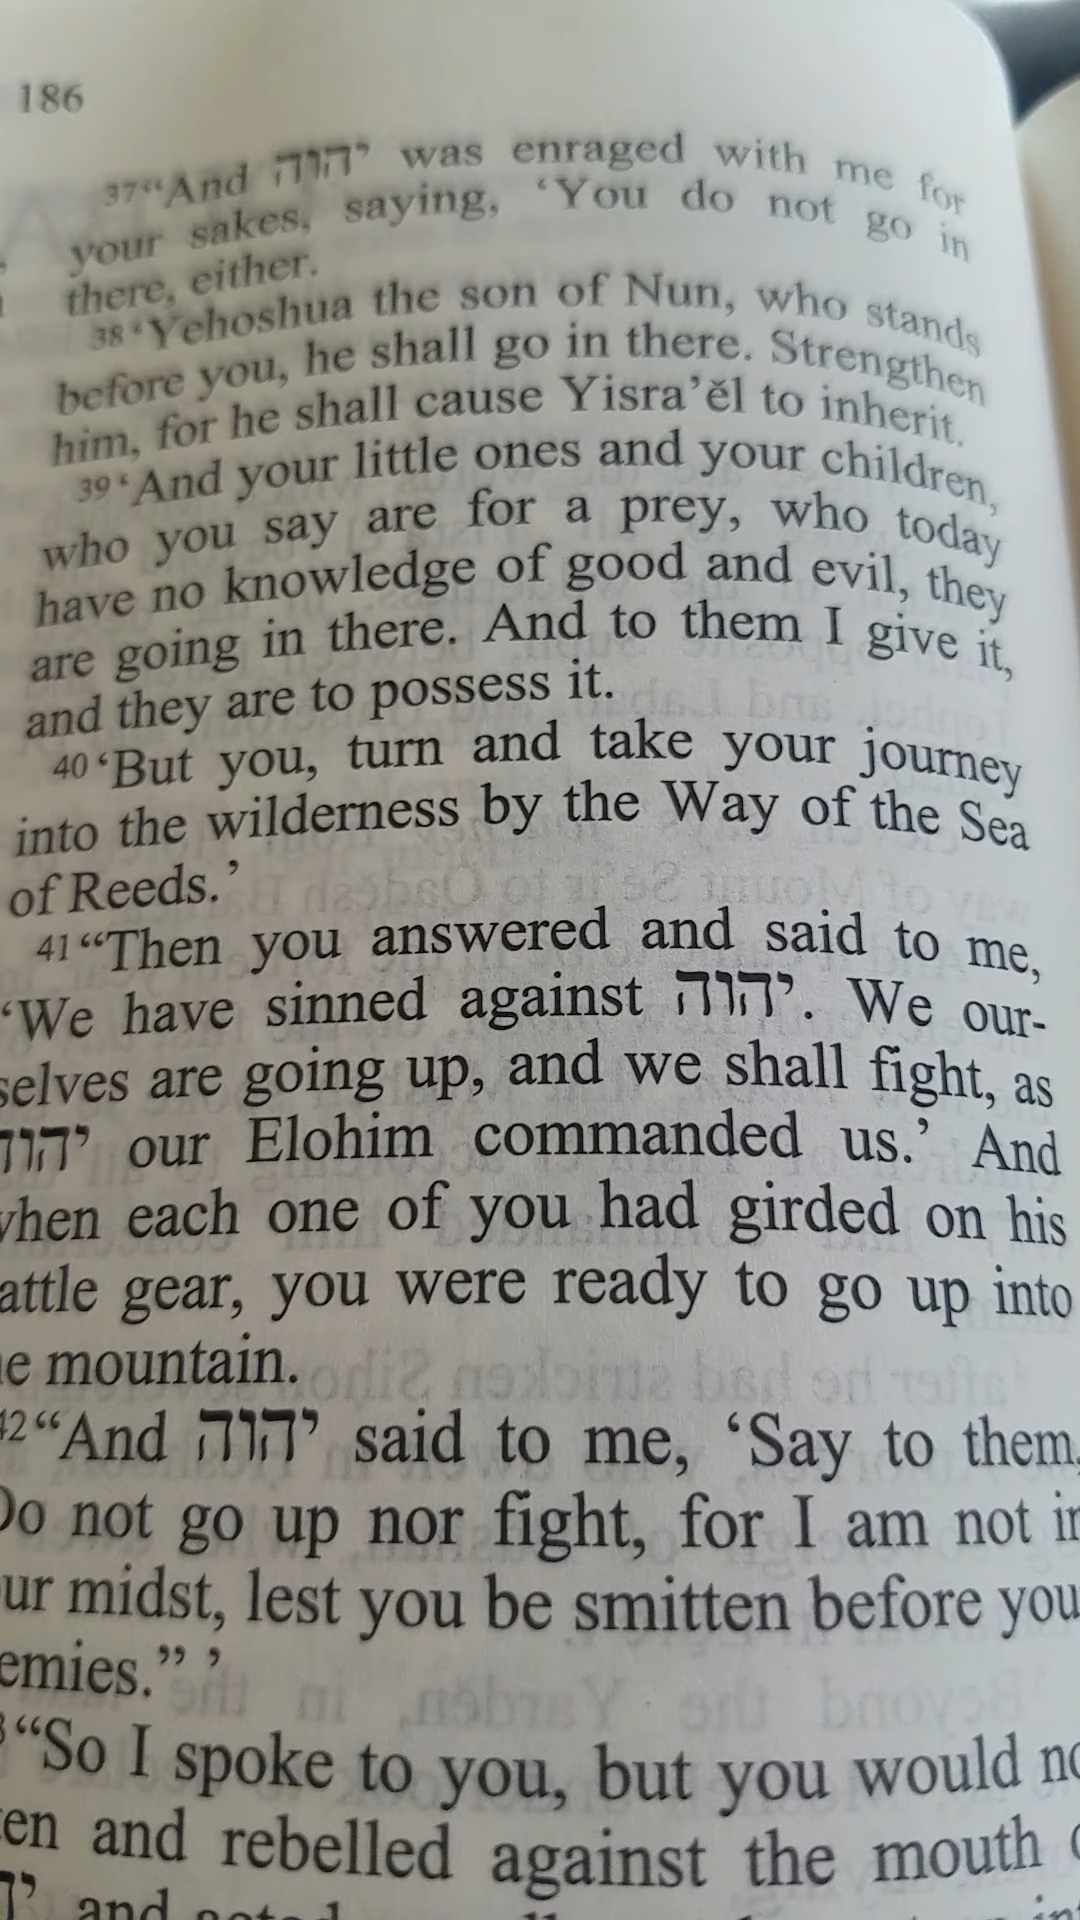 186
37“And יהוה was enraged with me for
your sakes, saying, ‘You do not go in
there, either.
38‘Yehoshua the son of Nun, who stands
before you, he shall go in there. Strengthen
him, for he shall cause Yisra’ěl to inherit.
39‘And your little ones and your children,
who you say are for a prey, who today
have no knowledge of good and evil, they
are going in there. And to them I give it,
and they are to possess it.
40‘But you, turn and take your journey
into the wilderness by the Way of the Sea
of Reeds.’
41“Then you answered and said to me,
‘We have sinned against יהוה. We our-
selves are going up, and we shall fight, as
יהוה our Elohim commanded us.’ And
when each one of you had girded on his
attle gear, you were ready to go up into
e mountain.
42“And יהוה said to me, ‘Say to them,
Do not go up nor fight, for I am not in
ur midst, lest you be smitten before you
emies.” ’
“So I spoke to you, but you would no
en and rebelled against the mouth
and